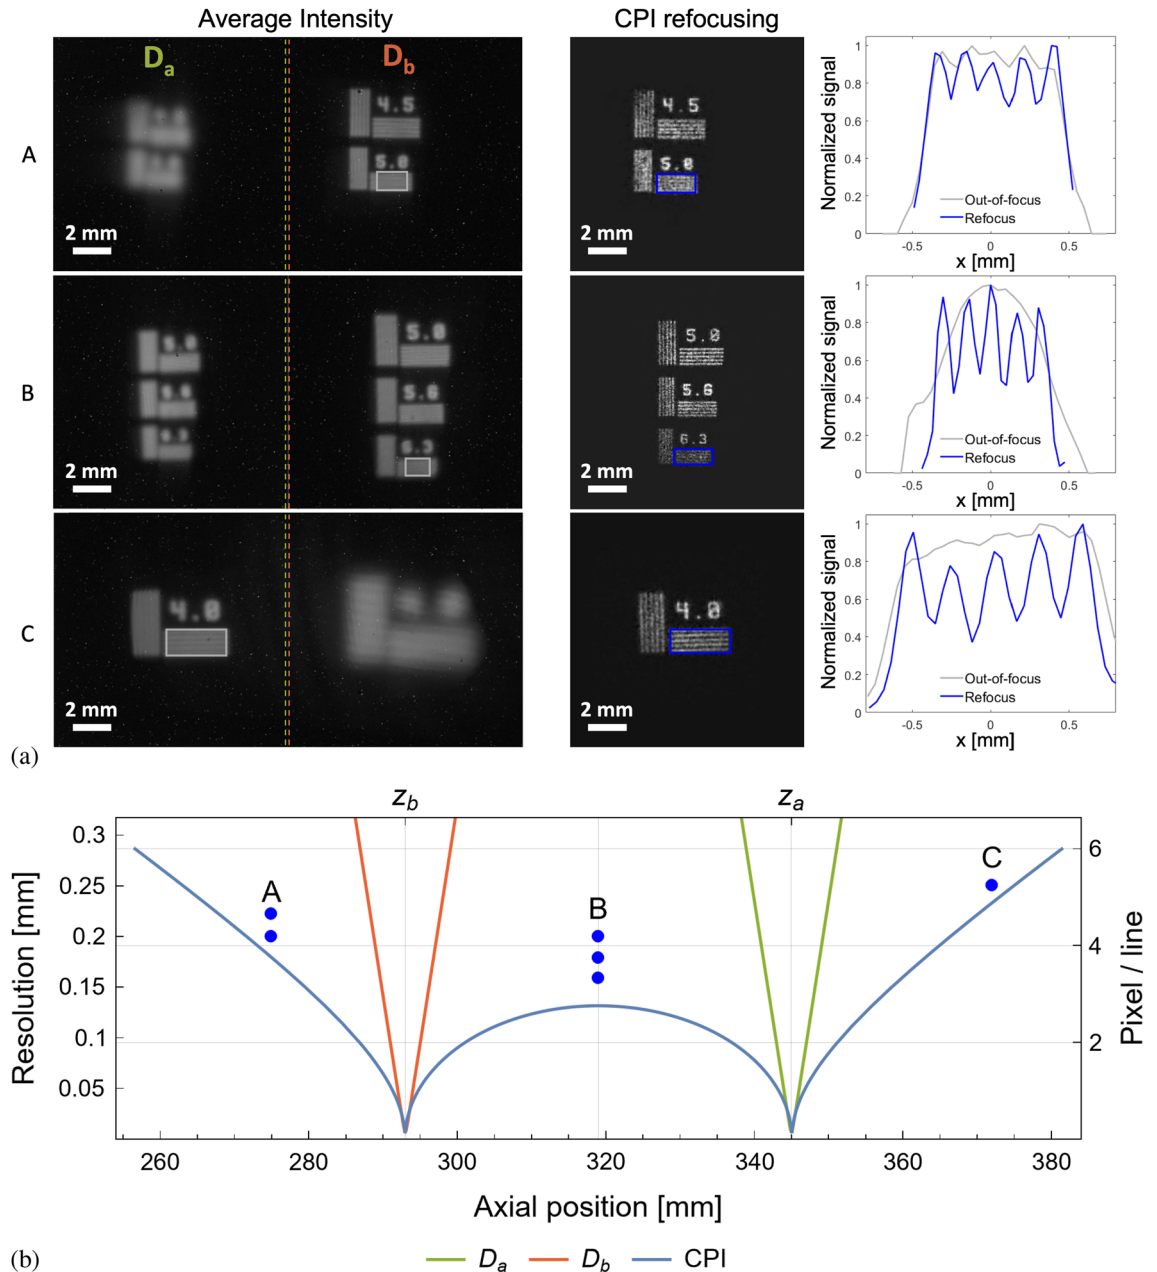 Average Intensity
CPI refocusing
Da
Db
A
4.5
5.0
2 mm
4.5
5.0
2 mm
Normalized signal
1
0.8
0.6
0.4
0.2
0
Out-of-focus
Refocus
-0.5
0
0.5
x [mm]
B
5.0
5.6
6.3
5.0
5.6
6.3
2 mm
5.0
5.6
6.3
2 mm
Normalized signal
1
0.8
0.6
0.4
0.2
0
Out-of-focus
Refocus
-0.5
0
0.5
x [mm]
C
4.0
2 mm
4.0
2 mm
Normalized signal
1
0.8
0.6
0.4
0.2
0
Out-of-focus
Refocus
-0.5
0
0.5
x [mm]
(a)
zb
za
Resolution [mm]
0.3
0.25
0.2
0.15
0.1
0.05
A
B
C
6
4
2
Pixel / line
260
280
300
320
340
360
380
Axial position [mm]
(b)
Da
Db
CPI